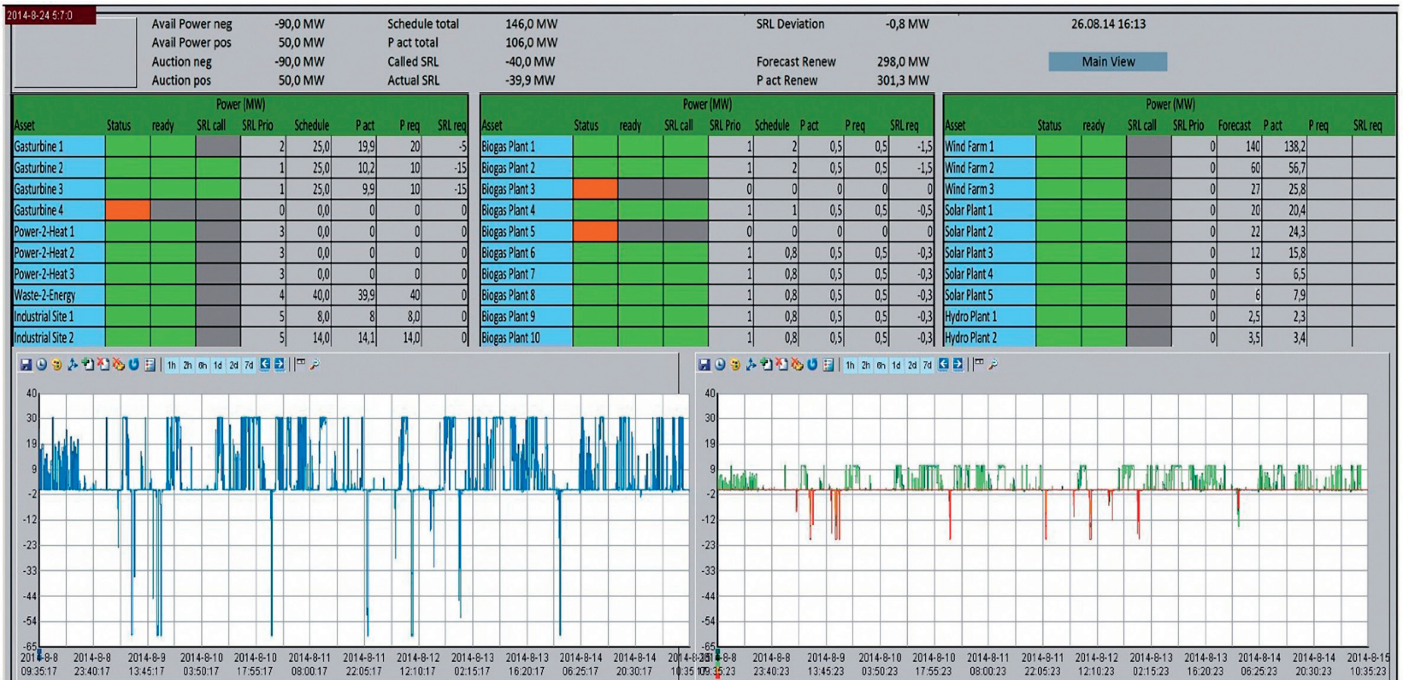 2014-8-24 5:7:0
Avail Power neg -90,0 MW Schedule total 146,0 MW SRL Deviation -0,8 MW 26.08.14 16:13
Avail Power pos 50,0 MW P act total 106,0 MW
Auction neg -90,0 MW Called SRL -40,0 MW Forecast Renew 298,0 MW Main View
Auction pos 50,0 MW Actual SRL -39,9 MW P act Renew 301,3 MW
Power (MW) Power (MW) Power (MW)
Asset Status ready SRL call SRL Prio Schedule P act P req SRL req Asset Status ready SRL call SRL Prio Schedule P act P req SRL req Asset Status ready SRL call SRL Prio Forecast P act P req SRL req
Gasturbine 1 2 25,0 19,9 20 -5 Biogas Plant 1 1 2 0,5 0,5 -1,5 Wind Farm 1 0 140 138,2
Gasturbine 2 1 25,0 10,2 10 -15 Biogas Plant 2 1 2 0,5 0,5 -1,5 Wind Farm 2 0 60 56,7
Gasturbine 3 1 25,0 9,9 10 -15 Biogas Plant 3 0 0 0 0 0 Wind Farm 3 0 27 25,8
Gasturbine 4 0 0,0 0 0 0 Biogas Plant 4 1 1 0,5 0,5 -0,5 Solar Plant 1 0 20 20,4
Power-2-Heat 1 3 0,0 0 0 0 Biogas Plant 5 0 0 0 0 0 Solar Plant 2 0 22 24,3
Power-2-Heat 2 3 0,0 0 0 0 Biogas Plant 6 1 0,8 0,5 0,5 -0,3 Solar Plant 3 0 12 15,8
Power-2-Heat 3 3 0,0 0 0 0 Biogas Plant 7 1 0,8 0,5 0,5 -0,3 Solar Plant 4 0 5 6,5
Waste-2-Energy 4 40,0 39,9 40 0 Biogas Plant 8 1 0,8 0,5 0,5 -0,3 Solar Plant 5 0 6 7,9
Industrial Site 1 5 8,0 8 8,0 0 Biogas Plant 9 1 0,8 0,5 0,5 -0,3 Hydro Plant 1 0 2,5 2,3
Industrial Site 2 5 14,0 14,1 14,0 0 Biogas Plant 10 1 0,8 0,5 0,5 -0,3 Hydro Plant 2 0 3,5 3,4
1h 2h 6h 1d 2d 7d 1h 2h 6h 1d 2d 7d
40 40
30 30
19 19
9 9
-2 -2
-12 -12
-23 -23
-33 -33
-44 -44
-54 -54
-65 -65
2014-8-8 2014-8-8 2014-8-9 2014-8-10 2014-8-10 2014-8-11 2014-8-11 2014-8-12 2014-8-13 2014-8-13 2014-8-14 2014-8-14 2014-8-8 2014-8-9 2014-8-10 2014-8-10 2014-8-11 2014-8-11 2014-8-12 2014-8-13 2014-8-13 2014-8-14 2014-8-14 2014-8-15
09:35:17 23:40:17 13:45:17 03:50:17 17:55:17 08:00:17 22:05:17 12:10:17 02:15:17 16:20:17 06:25:17 20:30:17 23:40:23 13:45:23 03:50:23 17:55:23 08:00:23 22:05:23 12:10:23 02:15:23 16:20:23 06:25:23 20:30:23 10:35:23